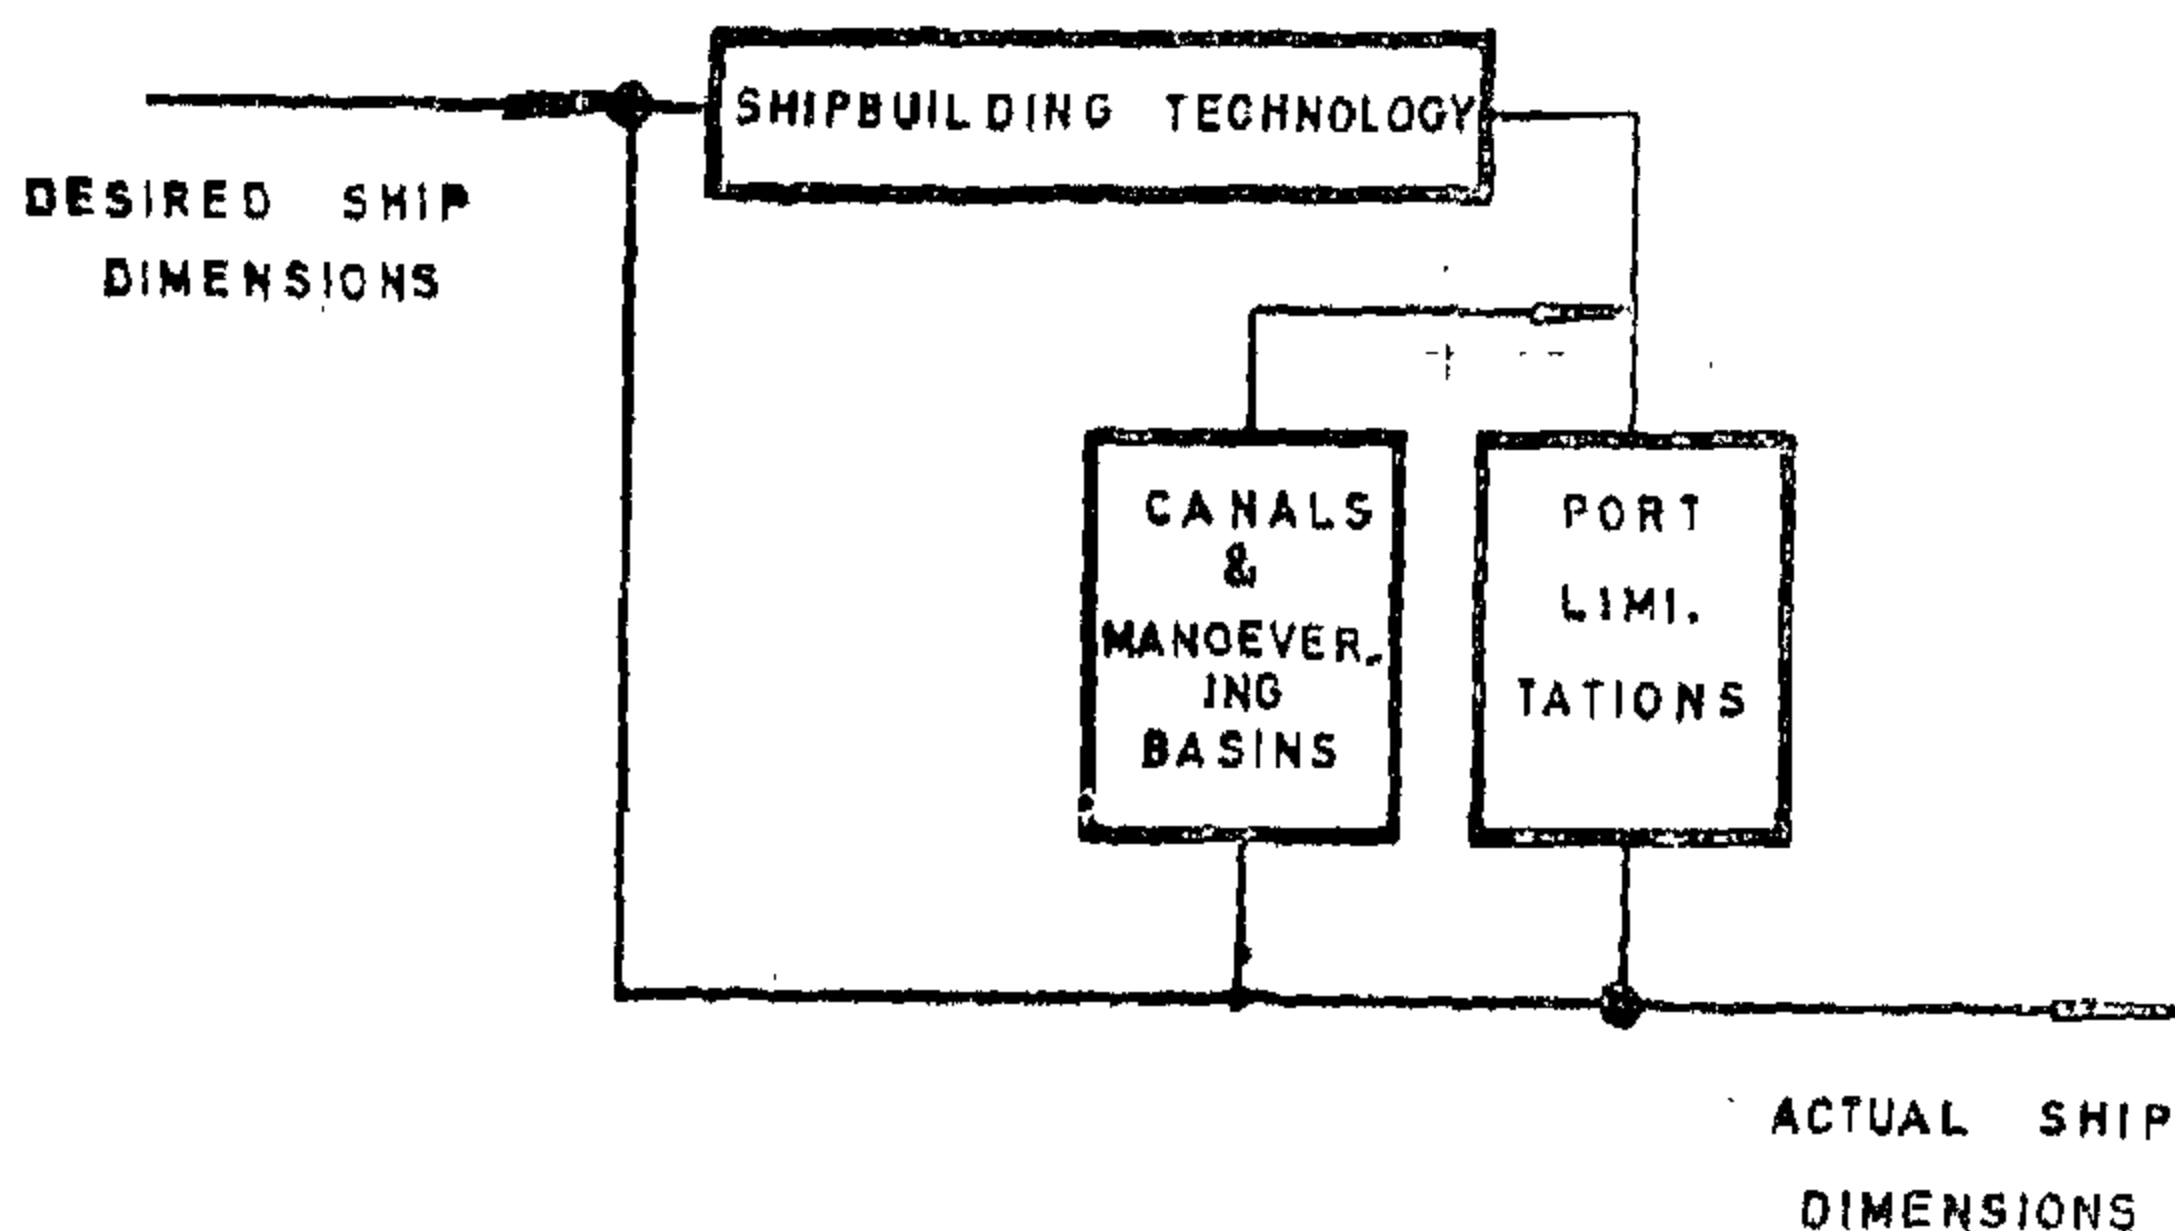 SHIPBUILDING TECHNOLOGY
DESIRED SHIP
DIMENSIONS
CANALS
&
MANOEVER-
ING
BASINS
PORT
LIMI-
TATIONS
ACTUAL SHIP
DIMENSIONS